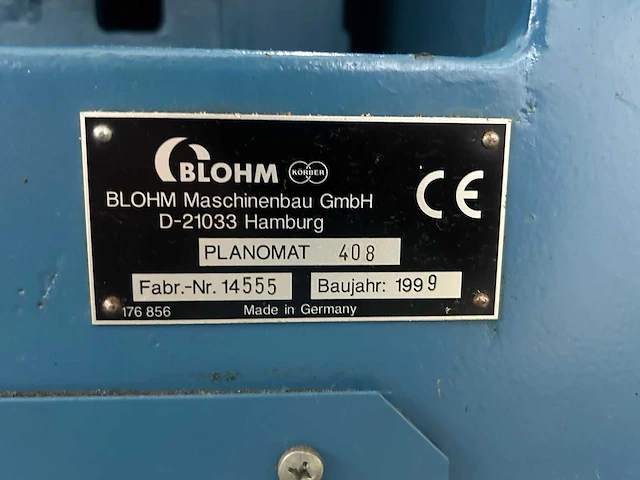 BLOHM KÖRBER
BLOHM Maschinenbau GmbH
D-21033 Hamburg
CE
PLANOMAT 408
Fabr.-Nr. 14555 Baujahr: 1999
176 856 Made in Germany